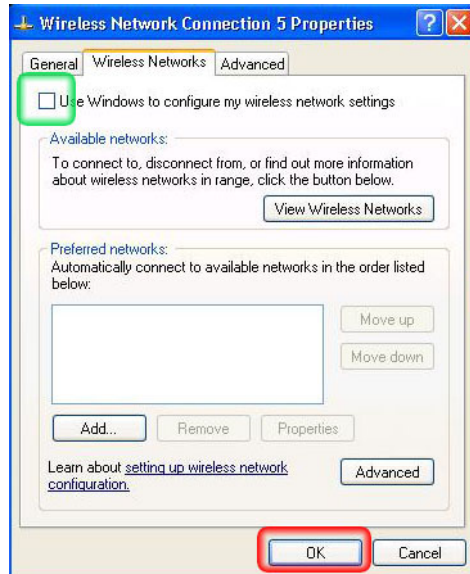 Wireless Network Connection 5 Properties
General Wireless Networks Advanced
Use Windows to configure my wireless network settings
Available networks:
To connect to, disconnect from, or find out more information
about wireless networks in range, click the button below.
View Wireless Networks
Preferred networks:
Automatically connect to available networks in the order listed
below:
Move up
Move down
Add... Remove Properties
Learn about setting up wireless network
configuration.
Advanced
OK Cancel